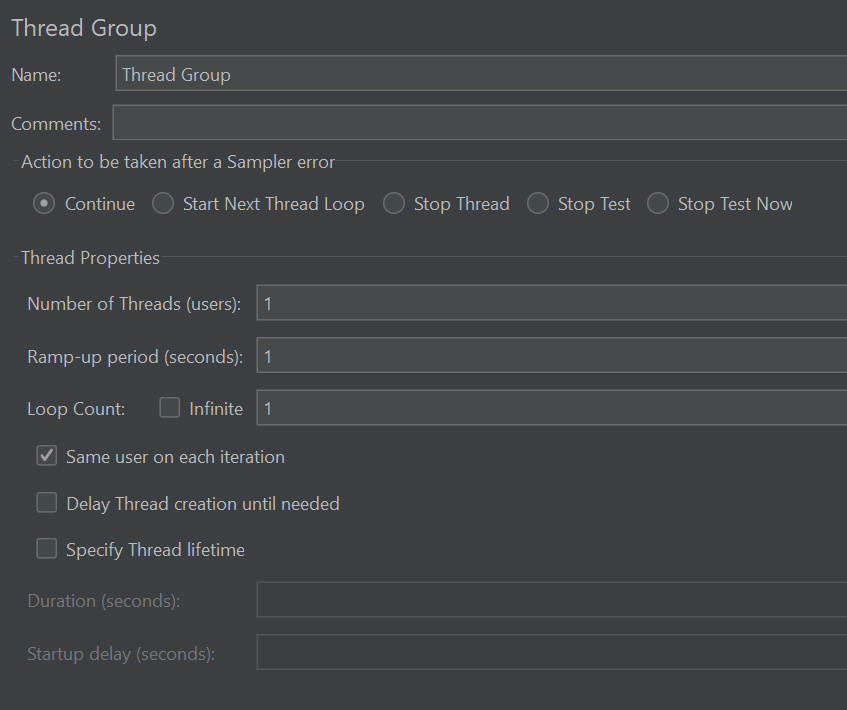 Thread Group
Name: Thread Group
Comments:
Action to be taken after a Sampler error
Continue Start Next Thread Loop Stop Thread Stop Test Stop Test Now
Thread Properties
Number of Threads (users): 1
Ramp-up period (seconds): 1
Loop Count: Infinite 1
Same user on each iteration
Delay Thread creation until needed
Specify Thread lifetime
Duration (seconds):
Startup delay (seconds):